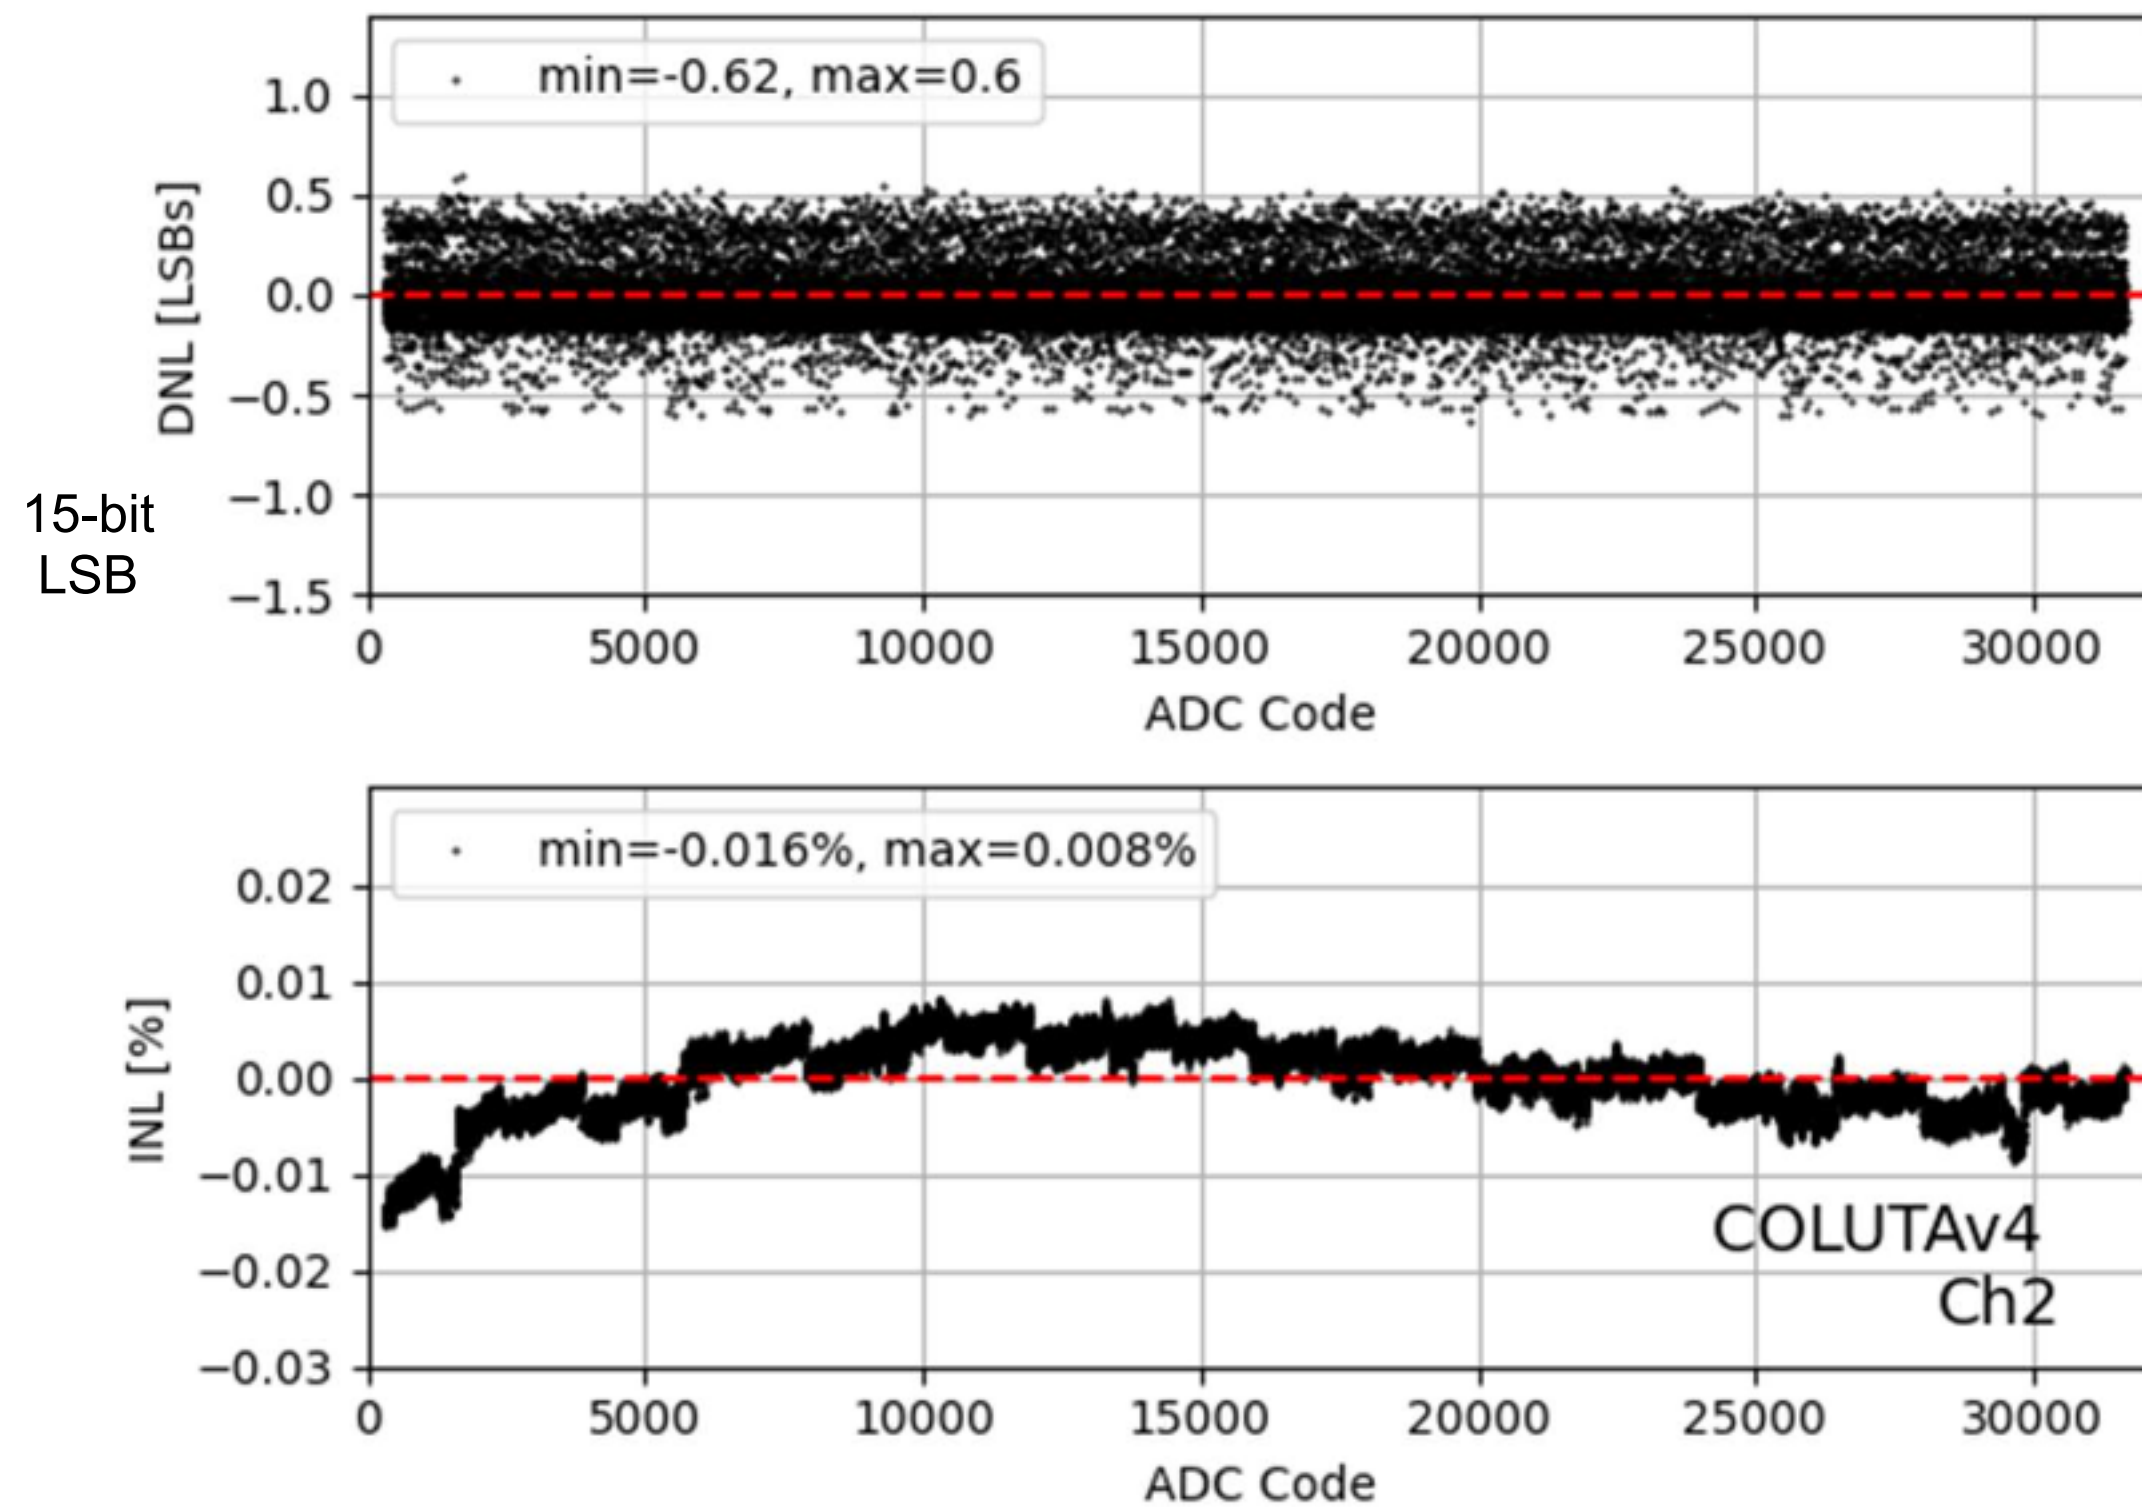 min=-0.62, max=0.6
1.0
0.5
0.0
−0.5
−1.0
−1.5
DNL [LSBs]
15-bit
LSB
0 5000 10000 15000 20000 25000 30000
ADC Code
min=-0.016%, max=0.008%
0.02
0.01
0.00
−0.01
−0.02
−0.03
INL [%]
COLUTAv4
Ch2
0 5000 10000 15000 20000 25000 30000
ADC Code